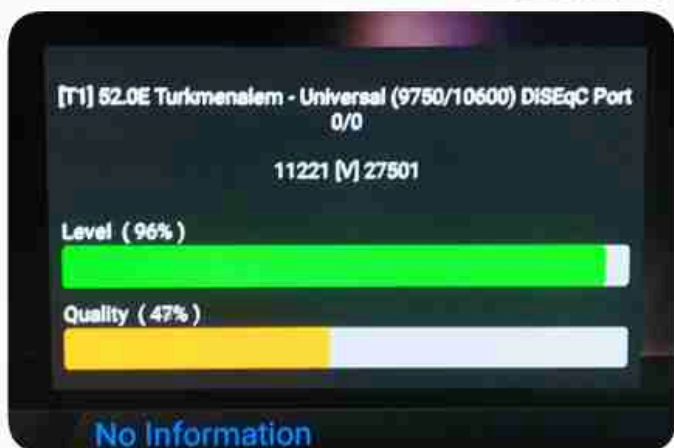 [T1] 52.0E Turkmenalem - Universal (9750/10600) DiSEqC Port
0/0
11221 [V] 27501
Level ( 96% )
Quality ( 47% )
No Information